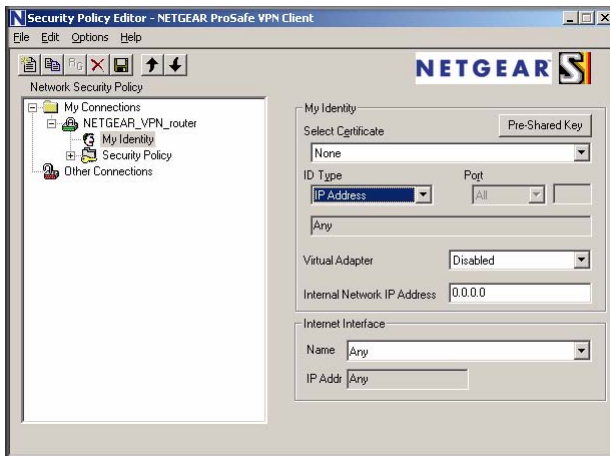 Security Policy Editor - NETGEAR ProSafe VPN Client
File Edit Options Help
NETGEAR
Network Security Policy
My Connections
NETGEAR_VPN_router
My Identity
Security Policy
Other Connections
My Identity
Select Certificate
Pre-Shared Key
None
ID Type
Port
IP Address
All
Any
Virtual Adapter
Disabled
Internal Network IP Address
0.0.0.0
Internet Interface
Name
Any
IP Addr
Any